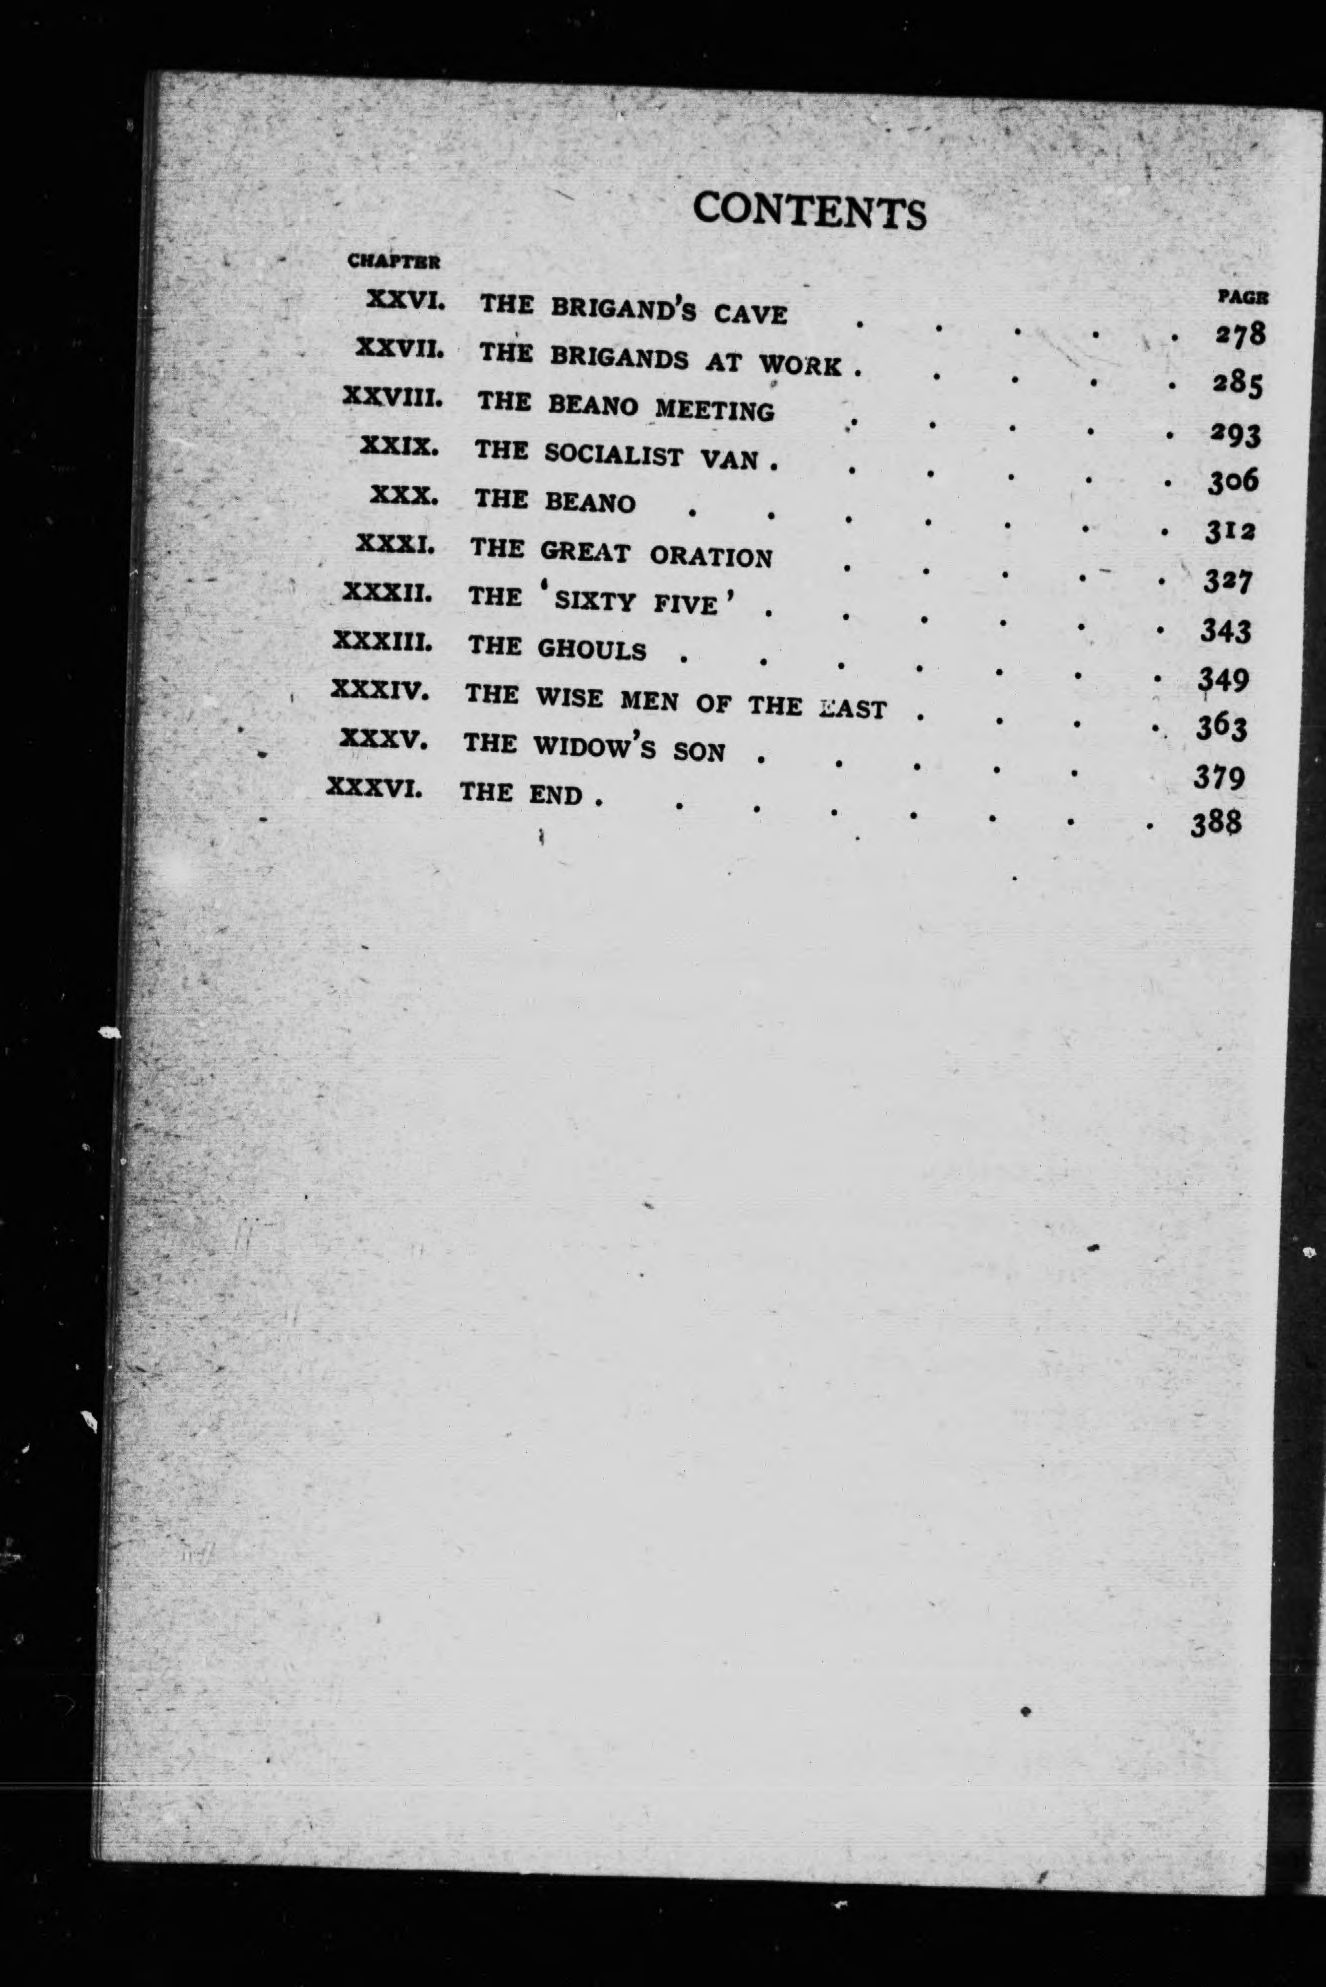 CONTENTS
CHAPTER PAGE
XXVI. THE BRIGAND'S CAVE . . . . . 278
XXVII. THE BRIGANDS AT WORK . . . . . 285
XXVIII. THE BEANO MEETING . . . . . 293
XXIX. THE SOCIALIST VAN . . . . . . 306
XXX. THE BEANO . . . . . . . 312
XXXI. THE GREAT ORATION . . . . . 327
XXXII. THE ‘SIXTY FIVE’ . . . . . . 343
XXXIII. THE GHOULS . . . . . . . 349
XXXIV. THE WISE MEN OF THE EAST . . . . 363
XXXV. THE WIDOW'S SON . . . . . 379
XXXVI. THE END . . . . . . . . 388